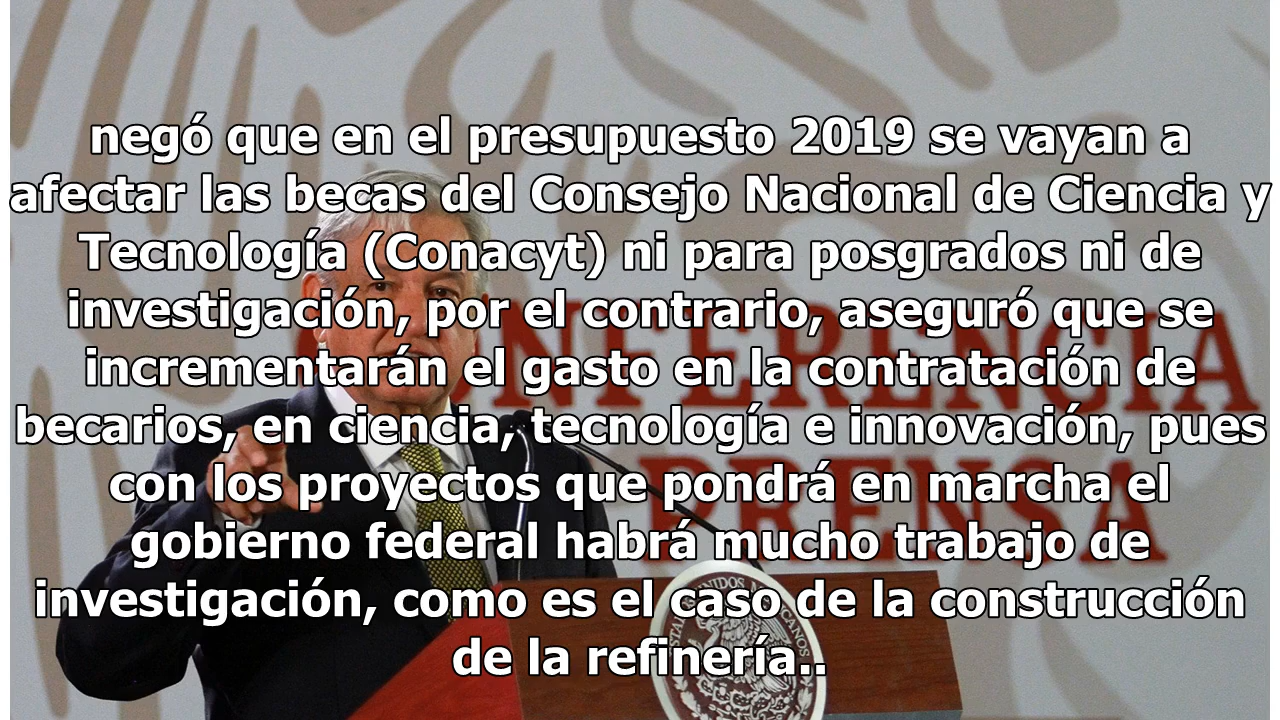 negó que en el presupuesto 2019 se vayan a
afectar las becas del Consejo Nacional de Ciencia y
Tecnología (Conacyt) ni para posgrados ni de
investigación, por el contrario, aseguró que se
incrementarán el gasto en la contratación de
becarios, en ciencia, tecnología e innovación, pues
con los proyectos que pondrá en marcha el
gobierno federal habrá mucho trabajo de
investigación, como es el caso de la construcción
de la refinería..
CONFERENCIA
PRENSA